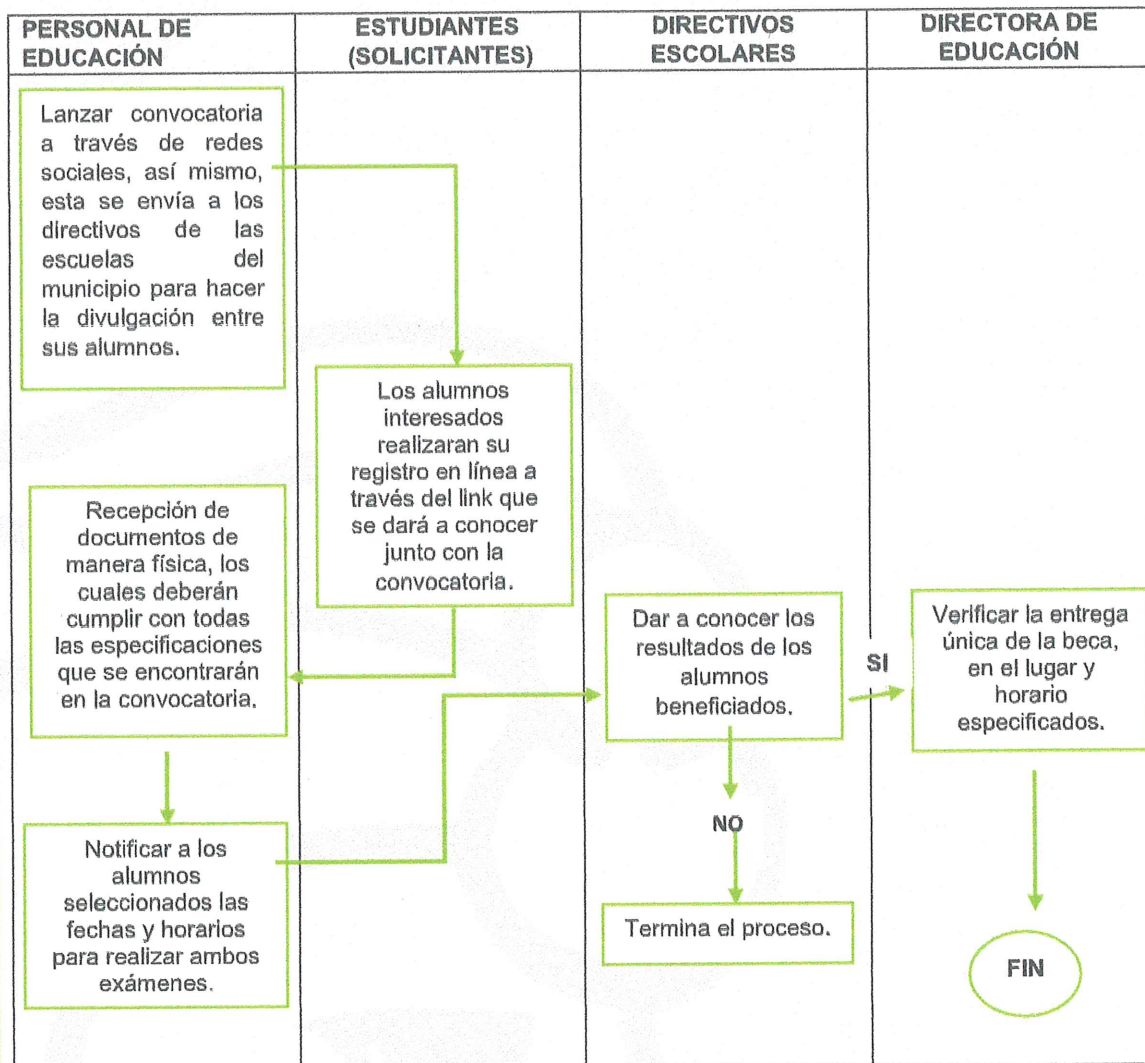 PERSONAL DE
EDUCACIÓN
ESTUDIANTES
(SOLICITANTES)
DIRECTIVOS
ESCOLARES
DIRECTORA DE
EDUCACIÓN
Lanzar convocatoria
a través de redes
sociales, así mismo,
esta se envía a los
directivos de las
escuelas del
municipio para hacer
la divulgación entre
sus alumnos.
Los alumnos
interesados
realizaran su
registro en línea a
través del link que
se dará a conocer
junto con la
convocatoria.
Recepción de
documentos de
manera física, los
cuales deberán
cumplir con todas
las especificaciones
que se encontrarán
en la convocatoria.
Notificar a los
alumnos
seleccionados las
fechas y horarios
para realizar ambos
exámenes.
Dar a conocer los
resultados de los
alumnos
beneficiados.
SI
NO
Termina el proceso.
Verificar la entrega
única de la beca,
en el lugar y
horario
especificados.
FIN